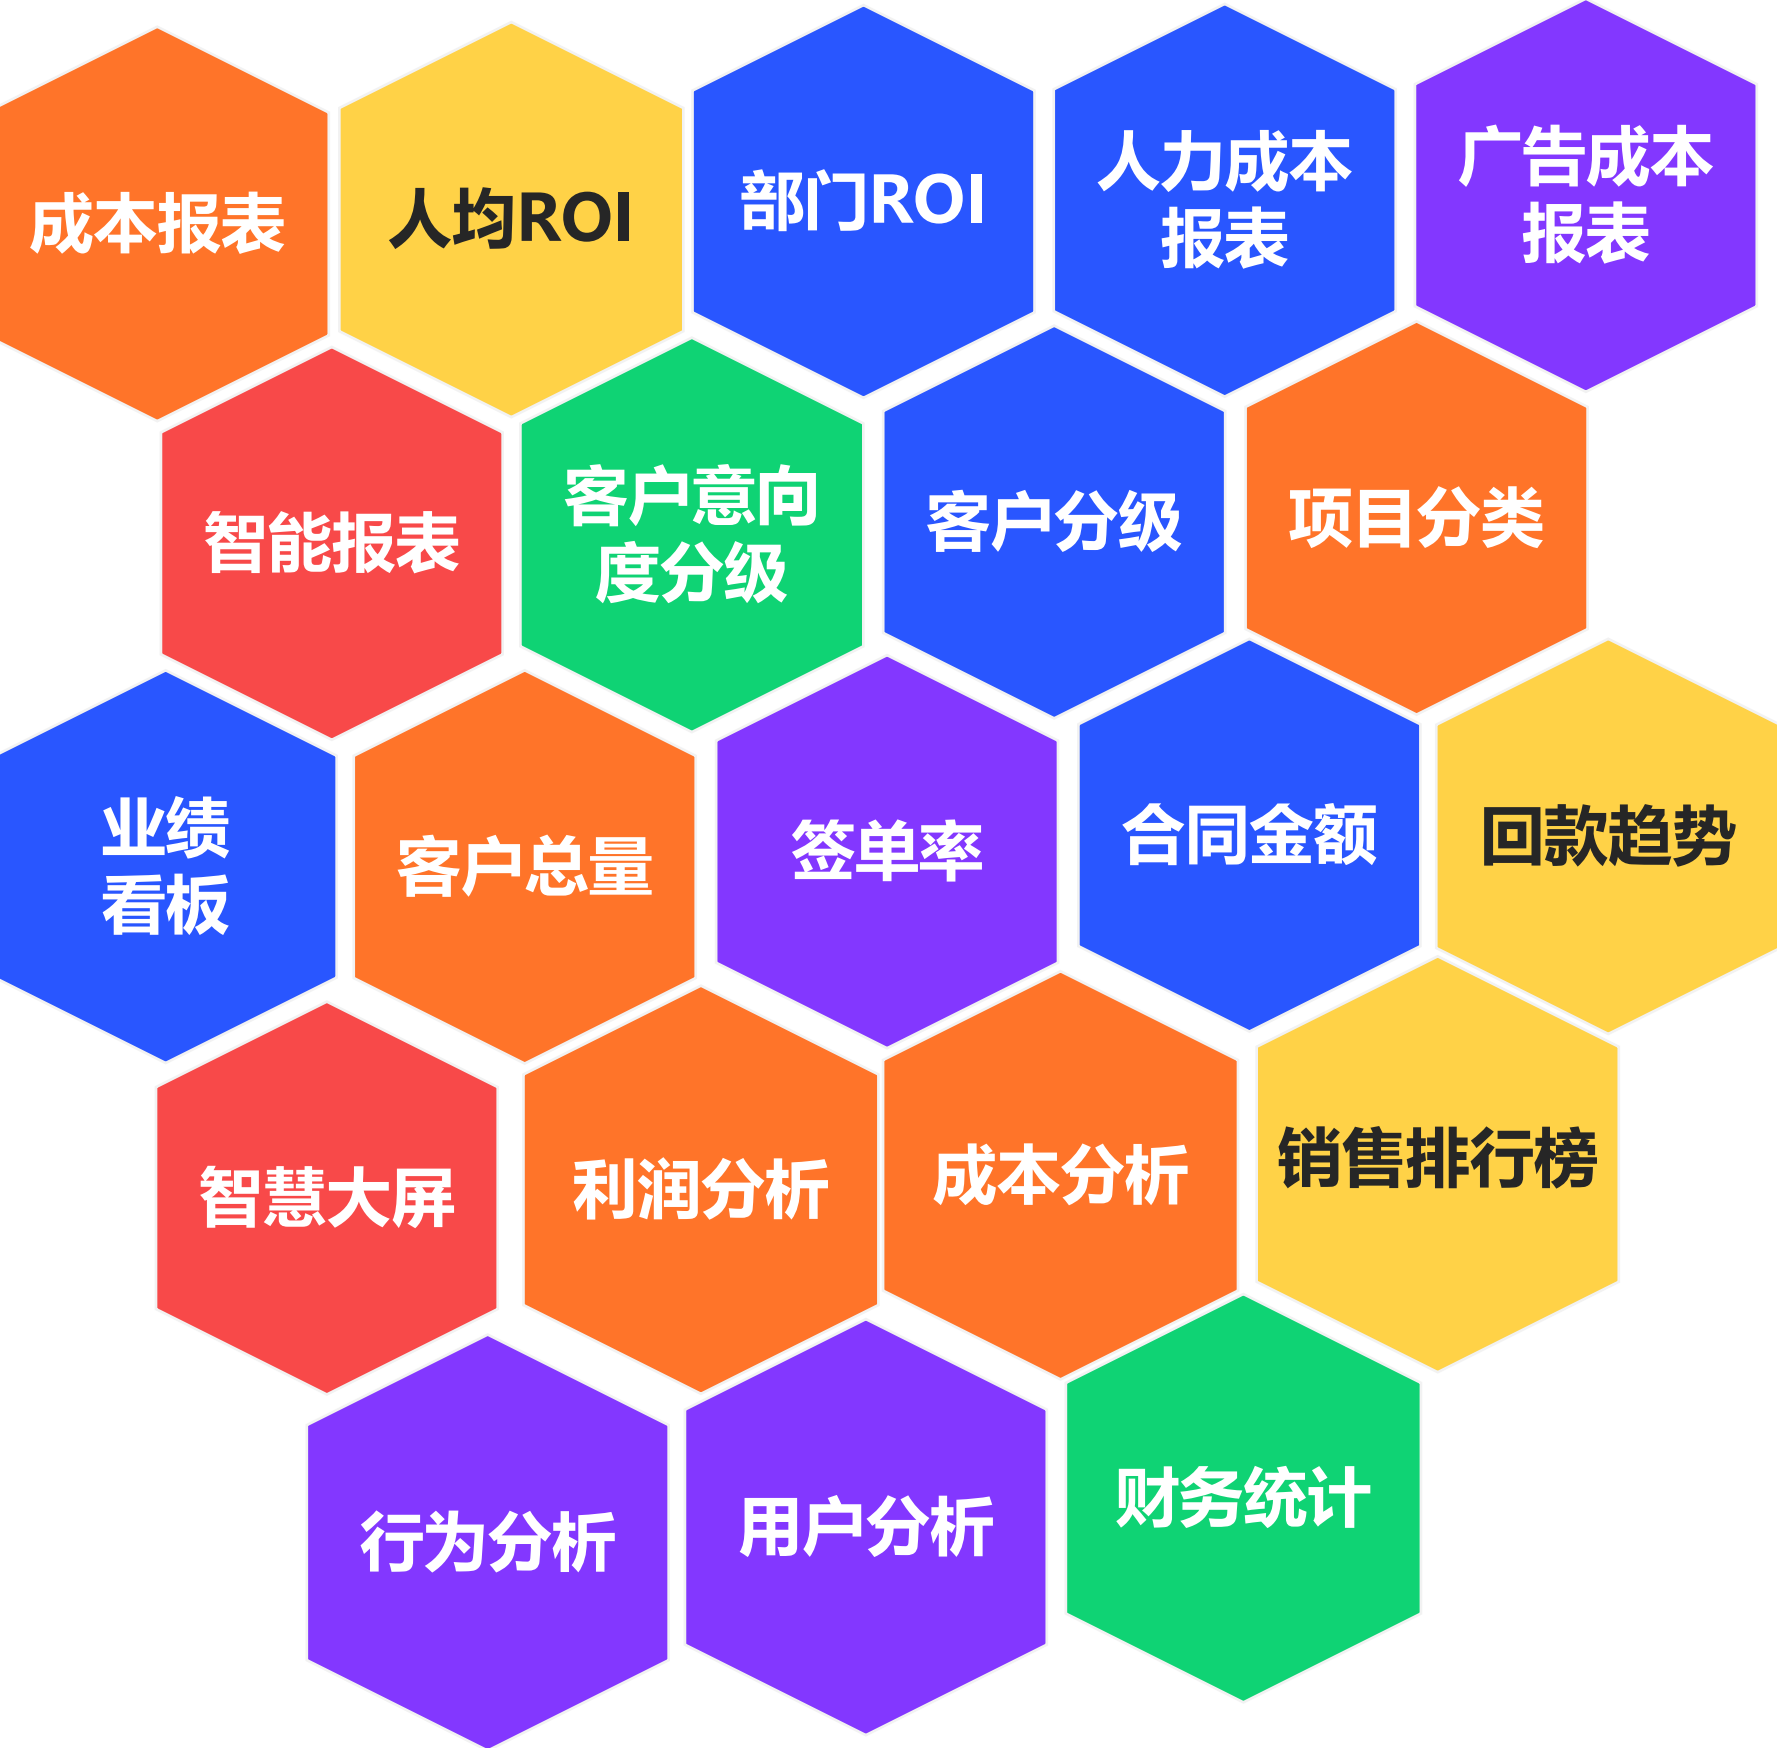 成本报表
人均ROI
部门ROI
人力成本
报表
广告成本
报表
智能报表
客户意向
度分级
客户分级
项目分类
业绩
看板
客户总量
签单率
合同金额
回款趋势
智慧大屏
利润分析
成本分析
销售排行榜
行为分析
用户分析
财务统计